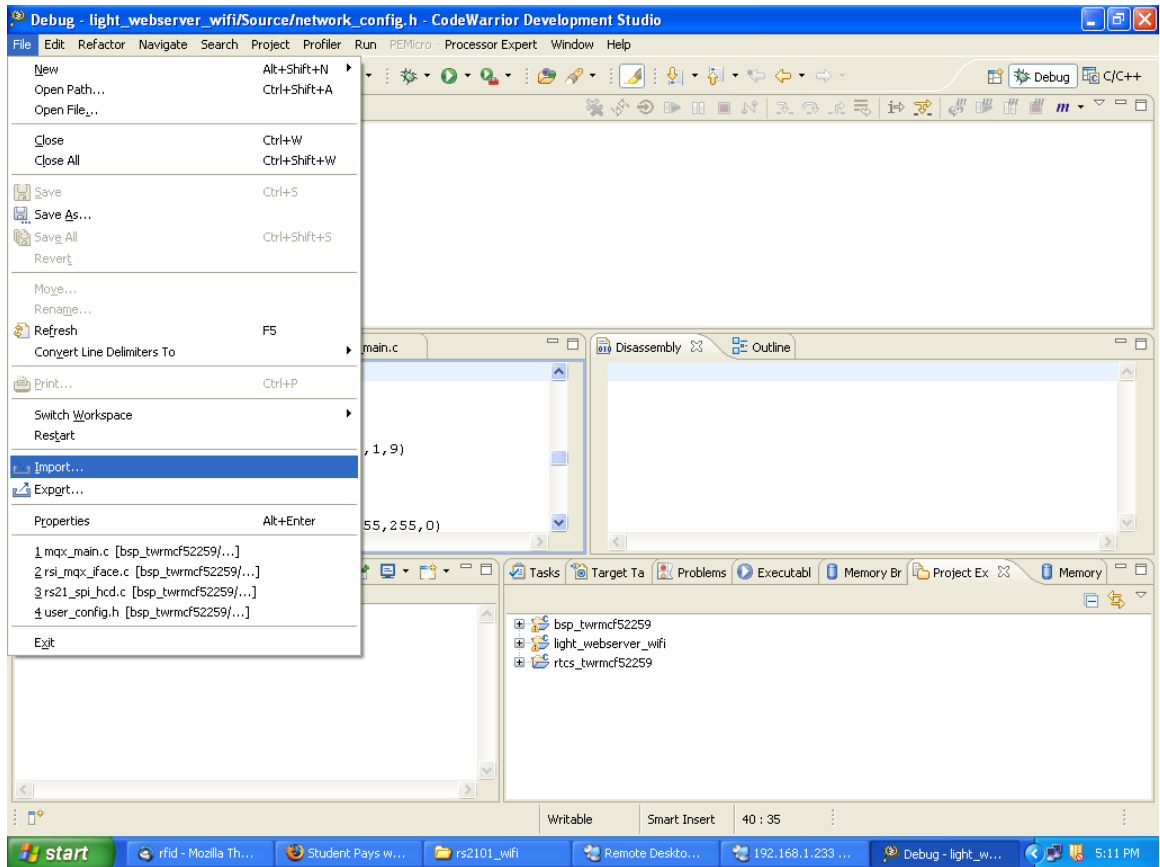 Debug - light_webserver_wifi/Source/network_config.h - CodeWarrior Development Studio
File Edit Refactor Navigate Search Project Profiler Run PEMicro Processor Expert Window Help
New Alt+Shift+N
Open Path... Ctrl+Shift+A
Open File...
Close Ctrl+W
Close All Ctrl+Shift+W
Save Ctrl+S
Save As...
Save All Ctrl+Shift+S
Revert
Move...
Rename...
Refresh F5
Convert Line Delimiters To
Print... Ctrl+P
Switch Workspace
Restart
Import...
Export...
Properties Alt+Enter
1 mqx_main.c [bsp_twrmcf52259/...]
2 rsi_mqx_iface.c [bsp_twrmcf52259/...]
3 rs21_spi_hcd.c [bsp_twrmcf52259/...]
4 user_config.h [bsp_twrmcf52259/...]
Exit
Debug C/C++
m
main.c
,1,9)
55,255,0)
010 Disassembly Outline
Tasks Target Ta Problems Executabl Memory Br Project Ex Memory
bsp_twrmcf52259
light_webserver_wifi
rtcs_twrmcf52259
Writable Smart Insert 40 : 35
start rfid - Mozilla Th... Student Pays w... rs2101_wifi Remote Deskto... 192.168.1.233 ... Debug - light_w... 5:11 PM